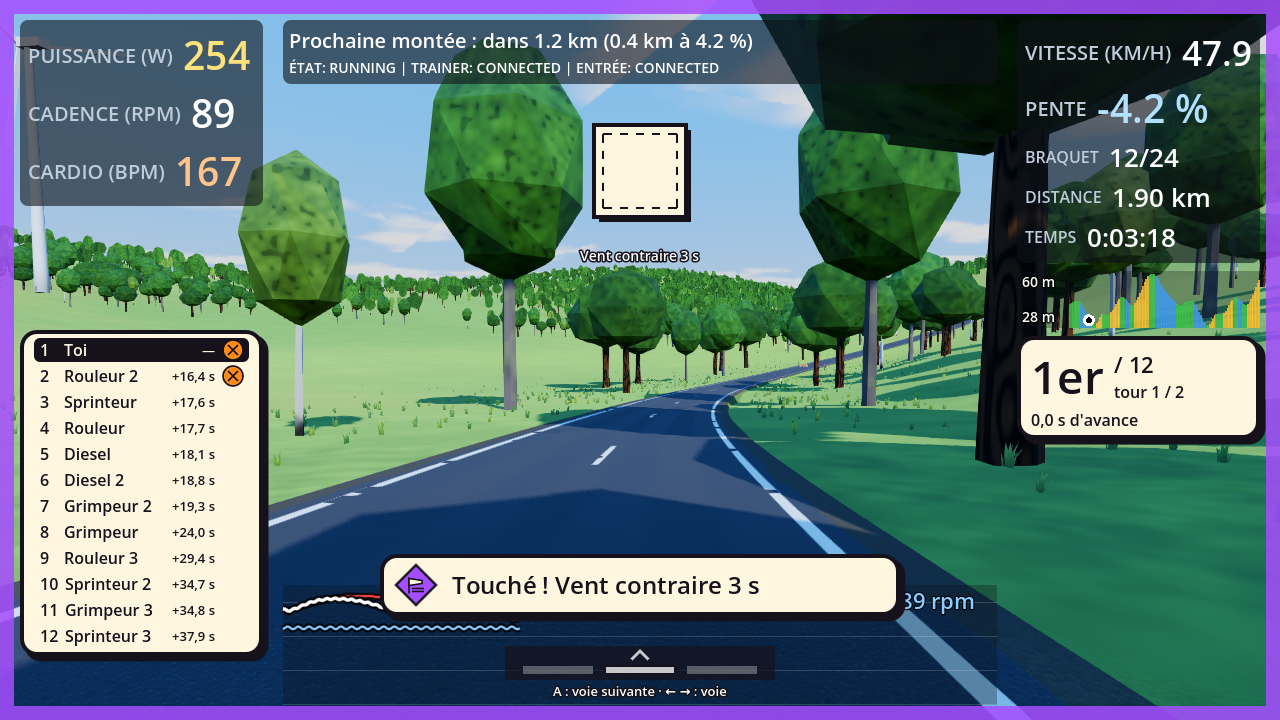 PUISSANCE (W) 254
CADENCE (RPM) 89
CARDIO (BPM) 167
Prochaine montée : dans 1.2 km (0.4 km à 4.2 %)
ÉTAT: RUNNING | TRAINER: CONNECTED | ENTRÉE: CONNECTED
VITESSE (KM/H) 47.9
PENTE -4.2 %
BRAQUET 12/24
DISTANCE 1.90 km
TEMPS 0:03:18
60 m
28 m
Vent contraire 3 s
1 Toi —
2 Rouleur 2 +16,4 s
3 Sprinteur +17,6 s
4 Rouleur +17,7 s
5 Diesel +18,1 s
6 Diesel 2 +18,8 s
7 Grimpeur 2 +19,3 s
8 Grimpeur +24,0 s
9 Rouleur 3 +29,4 s
10 Sprinteur 2 +34,7 s
11 Grimpeur 3 +34,8 s
12 Sprinteur 3 +37,9 s
1er / 12
tour 1 / 2
0,0 s d'avance
Touché ! Vent contraire 3 s
89 rpm
A : voie suivante · ← → : voie